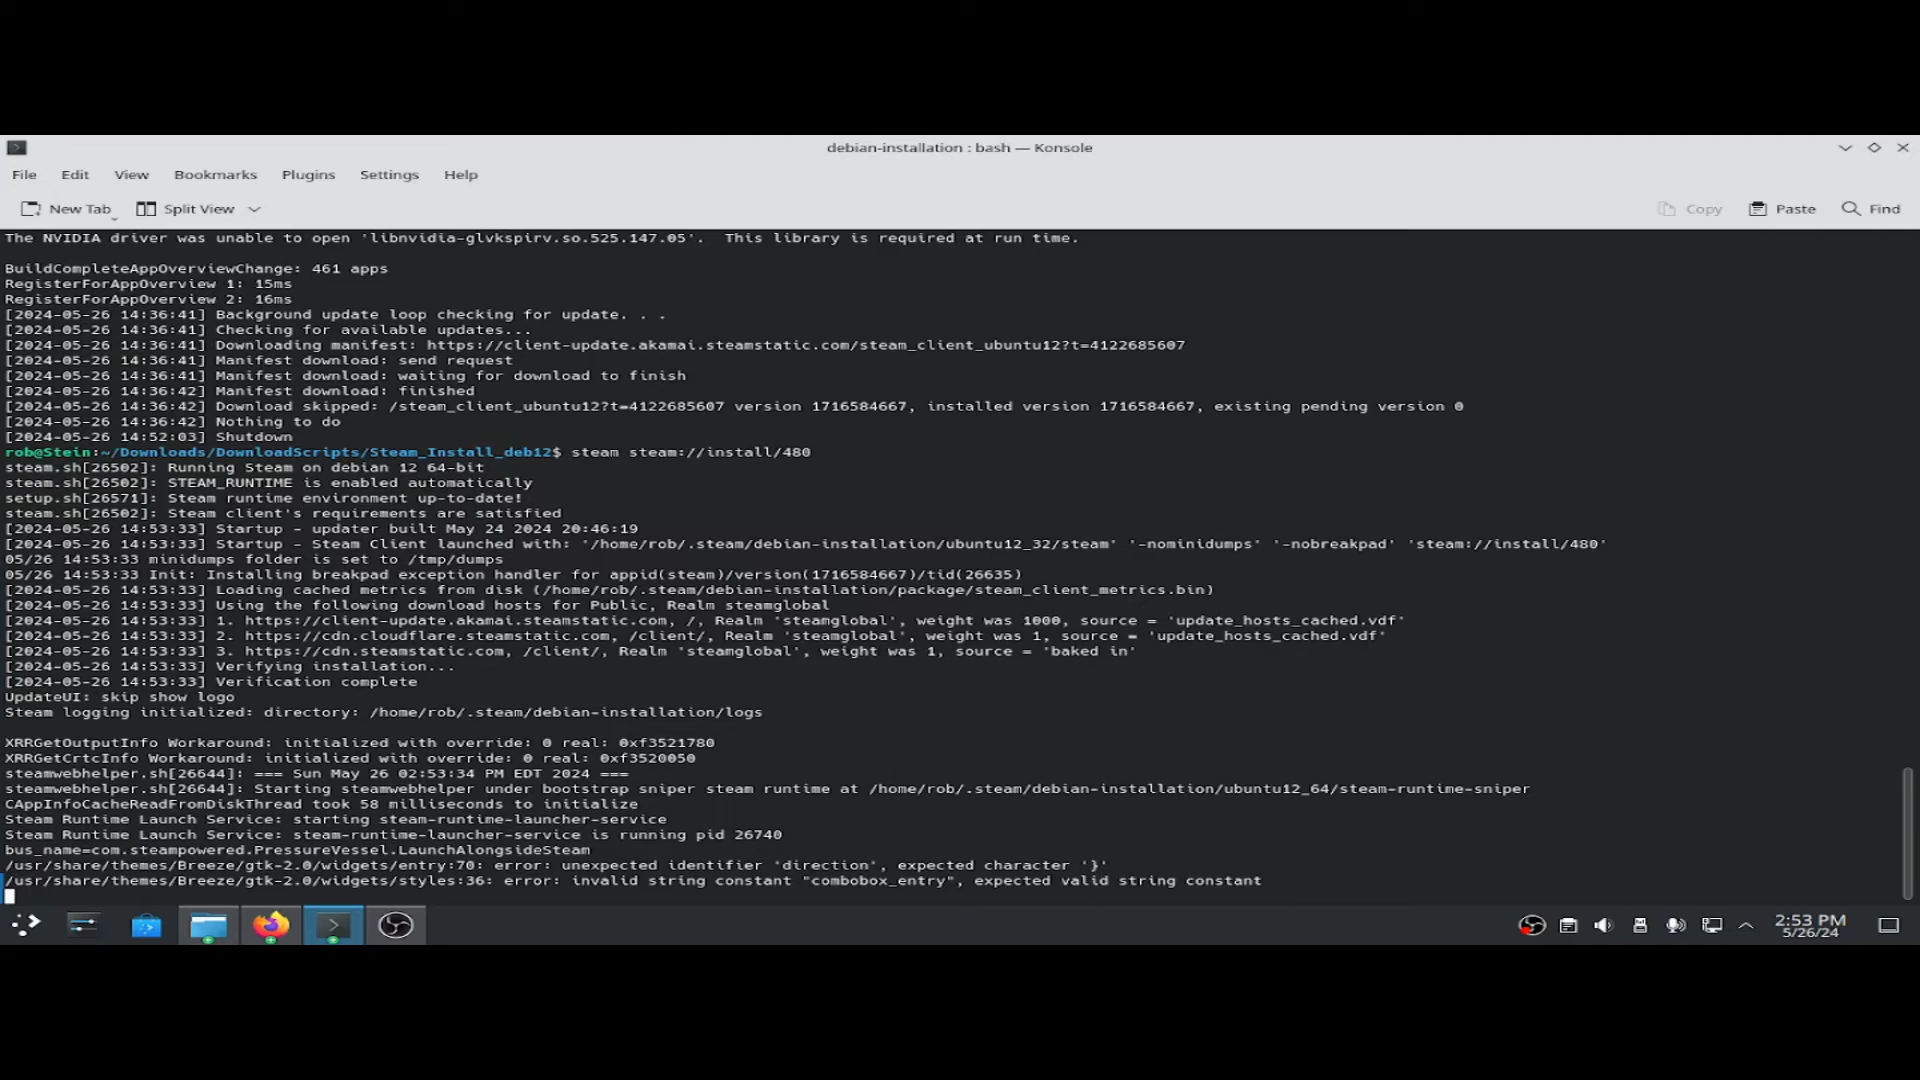 debian-installation : bash — Konsole
File Edit View Bookmarks Plugins Settings Help
New Tab Split View Copy Paste Find
The NVIDIA driver was unable to open 'libnvidia-glvkspirv.so.525.147.05'.  This library is required at run time.
BuildCompleteAppOverviewChange: 461 apps
RegisterForAppOverview 1: 15ms
RegisterForAppOverview 2: 16ms
[2024-05-26 14:36:41] Background update loop checking for update. . .
[2024-05-26 14:36:41] Checking for available updates...
[2024-05-26 14:36:41] Downloading manifest: https://client-update.akamai.steamstatic.com/steam_client_ubuntu12?t=4122685607
[2024-05-26 14:36:41] Manifest download: send request
[2024-05-26 14:36:41] Manifest download: waiting for download to finish
[2024-05-26 14:36:42] Manifest download: finished
[2024-05-26 14:36:42] Download skipped: /steam_client_ubuntu12?t=4122685607 version 1716584667, installed version 1716584667, existing pending version 0
[2024-05-26 14:36:42] Nothing to do
[2024-05-26 14:52:03] Shutdown
rob@Stein:~/Downloads/DownloadScripts/Steam_Install_deb12$ steam steam://install/480
steam.sh[26502]: Running Steam on debian 12 64-bit
steam.sh[26502]: STEAM_RUNTIME is enabled automatically
setup.sh[26571]: Steam runtime environment up-to-date!
steam.sh[26502]: Steam client's requirements are satisfied
[2024-05-26 14:53:33] Startup - updater built May 24 2024 20:46:19
[2024-05-26 14:53:33] Startup - Steam Client launched with: '/home/rob/.steam/debian-installation/ubuntu12_32/steam' '-nominidumps' '-nobreakpad' 'steam://install/480'
05/26 14:53:33 minidumps folder is set to /tmp/dumps
05/26 14:53:33 Init: Installing breakpad exception handler for appid(steam)/version(1716584667)/tid(26635)
[2024-05-26 14:53:33] Loading cached metrics from disk (/home/rob/.steam/debian-installation/package/steam_client_metrics.bin)
[2024-05-26 14:53:33] Using the following download hosts for Public, Realm steamglobal
[2024-05-26 14:53:33] 1. https://client-update.akamai.steamstatic.com, /, Realm 'steamglobal', weight was 1000, source = 'update_hosts_cached.vdf'
[2024-05-26 14:53:33] 2. https://cdn.cloudflare.steamstatic.com, /client/, Realm 'steamglobal', weight was 1, source = 'update_hosts_cached.vdf'
[2024-05-26 14:53:33] 3. https://cdn.steamstatic.com, /client/, Realm 'steamglobal', weight was 1, source = 'baked in'
[2024-05-26 14:53:33] Verifying installation...
[2024-05-26 14:53:33] Verification complete
UpdateUI: skip show logo
Steam logging initialized: directory: /home/rob/.steam/debian-installation/logs
XRRGetOutputInfo Workaround: initialized with override: 0 real: 0xf3521780
XRRGetCrtcInfo Workaround: initialized with override: 0 real: 0xf3520050
steamwebhelper.sh[26644]: === Sun May 26 02:53:34 PM EDT 2024 ===
steamwebhelper.sh[26644]: Starting steamwebhelper under bootstrap sniper steam runtime at /home/rob/.steam/debian-installation/ubuntu12_64/steam-runtime-sniper
CAppInfoCacheReadFromDiskThread took 58 milliseconds to initialize
Steam Runtime Launch Service: starting steam-runtime-launcher-service
Steam Runtime Launch Service: steam-runtime-launcher-service is running pid 26740
bus_name=com.steampowered.PressureVessel.LaunchAlongsideSteam
/usr/share/themes/Breeze/gtk-2.0/widgets/entry:70: error: unexpected identifier 'direction', expected character '}'
/usr/share/themes/Breeze/gtk-2.0/widgets/styles:36: error: invalid string constant "combobox_entry", expected valid string constant
2:53 PM
5/26/24